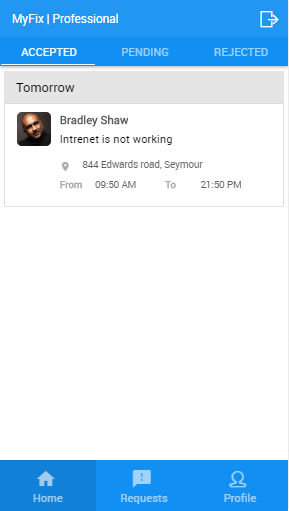 MyFix | Professional
ACCEPTED PENDING REJECTED
Tomorrow
Bradley Shaw
Intrenet is not working
844 Edwards road, Seymour
From 09:50 AM To 21:50 PM
Home Requests Profile